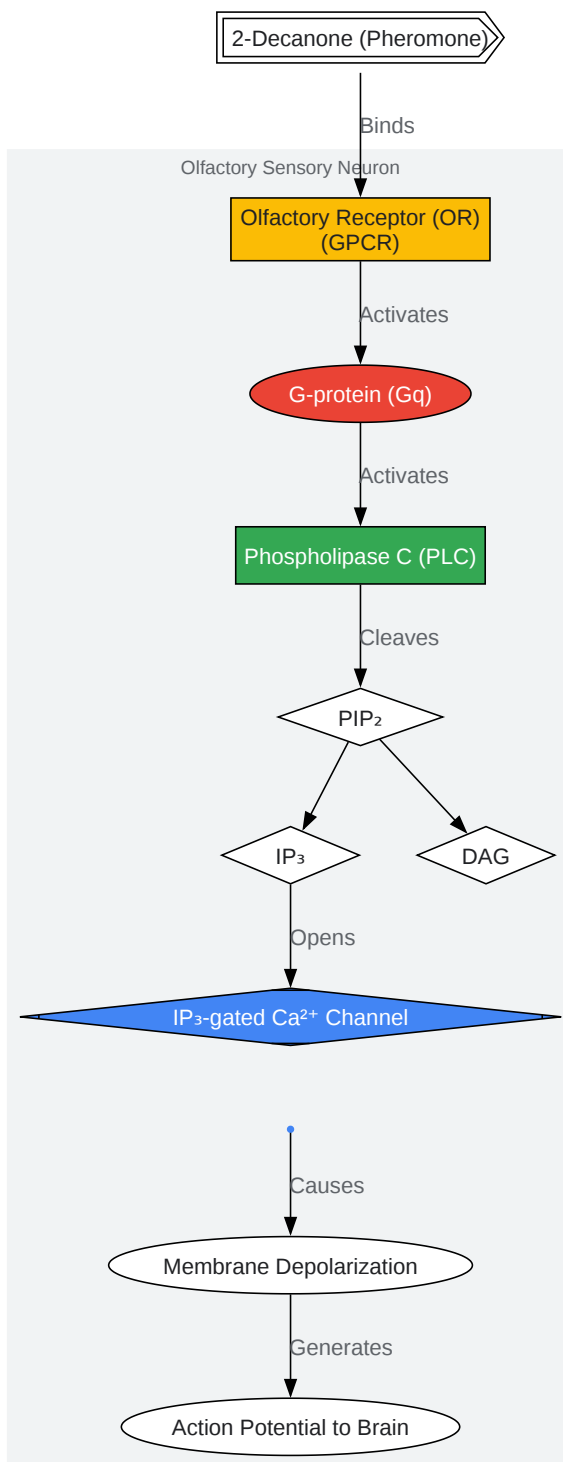 2-Decanone (Pheromone)
Binds
Olfactory Sensory Neuron
Olfactory Receptor (OR)
(GPCR)
Activates
G-protein (Gq)
Activates
Phospholipase C (PLC)
Cleaves
PIP₂
IP₃
DAG
Opens
IP₃-gated Ca²⁺ Channel
Causes
Membrane Depolarization
Generates
Action Potential to Brain